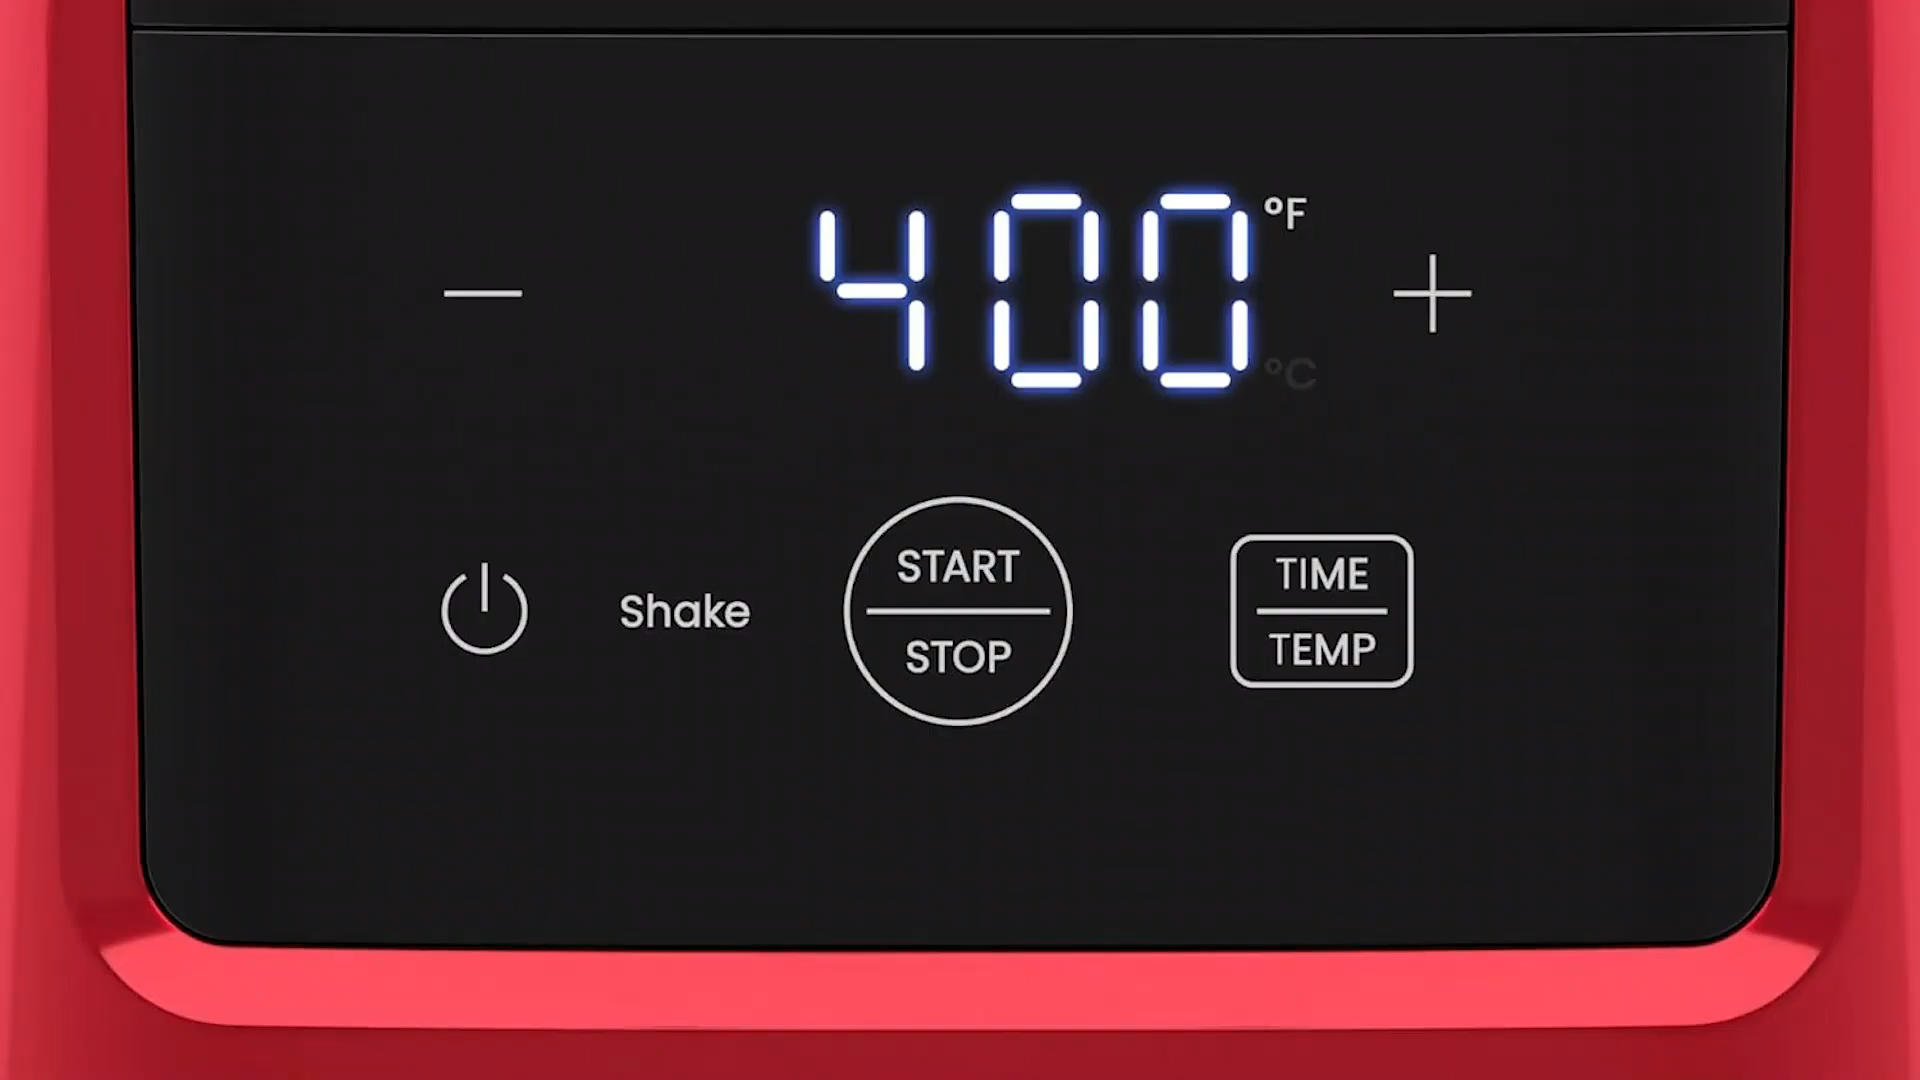 400 °F
°C
— +
Shake
START
STOP
TIME
TEMP